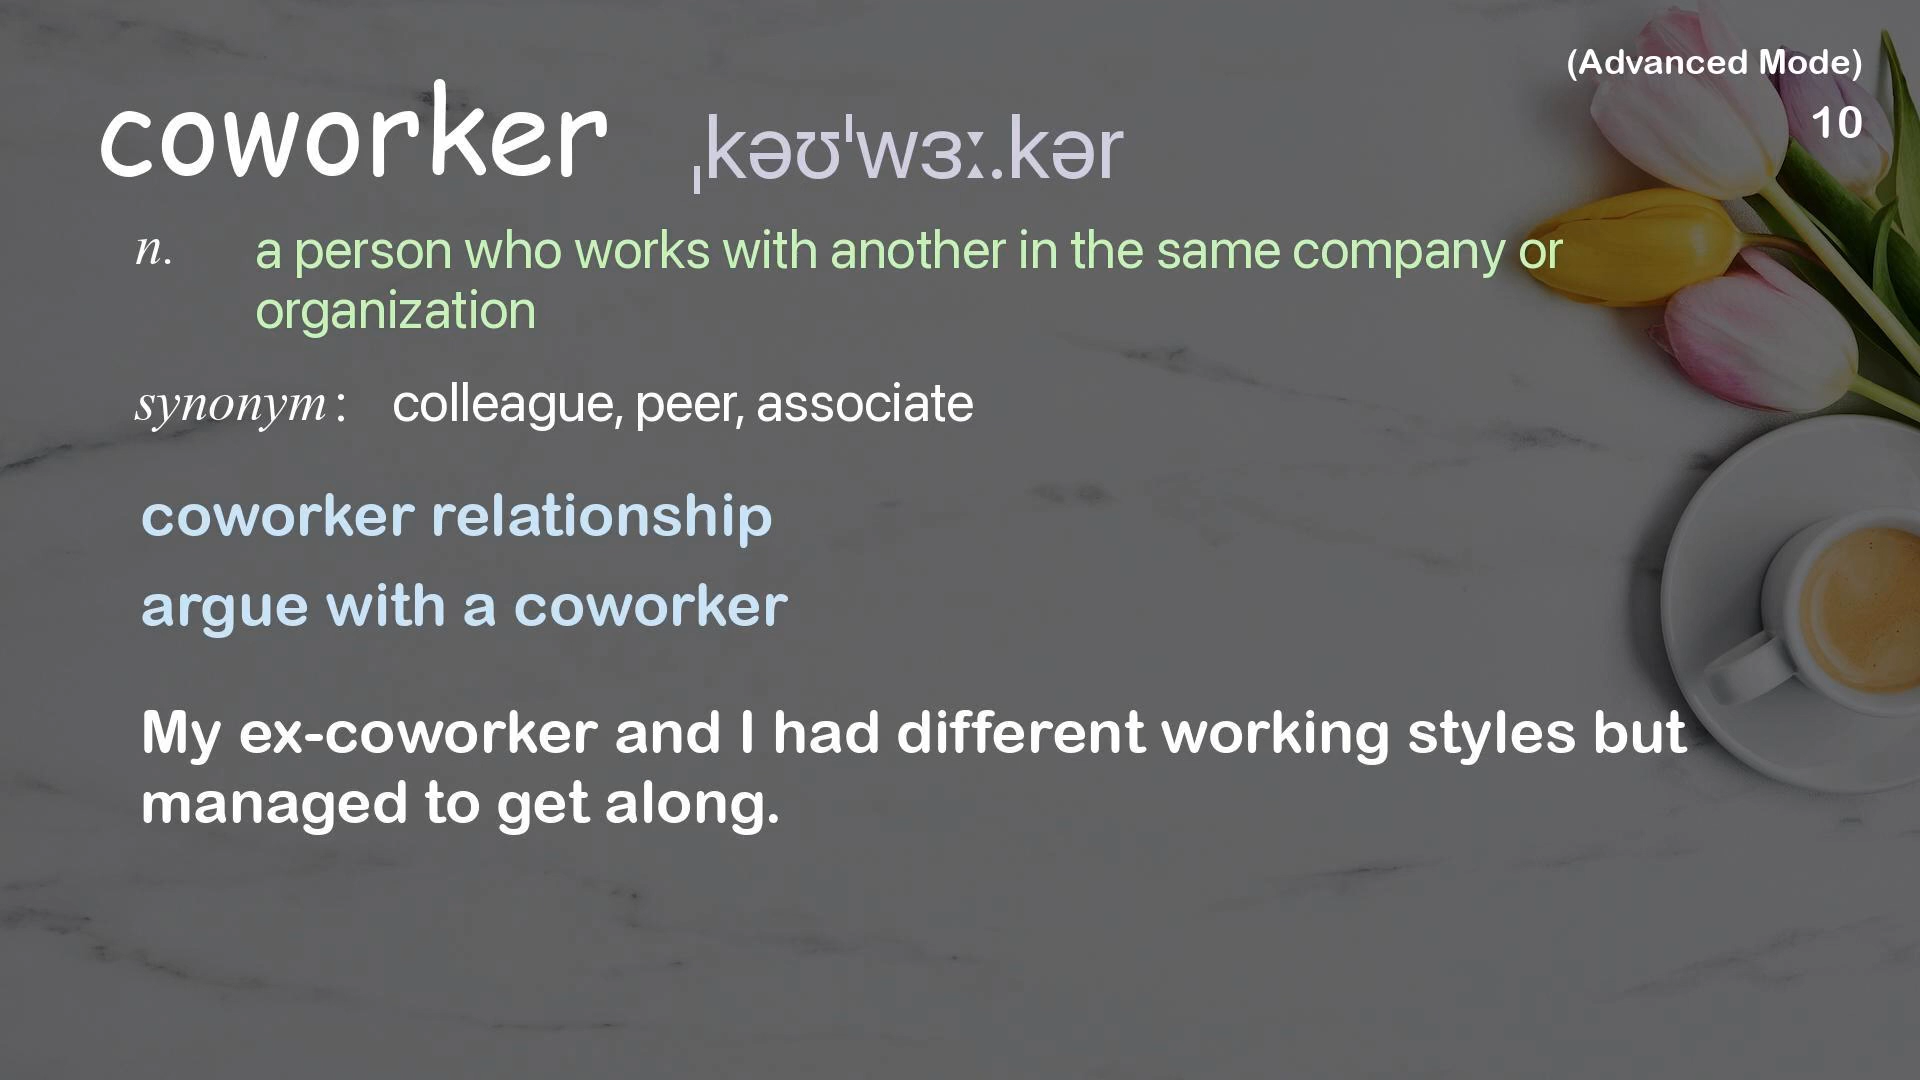 (Advanced Mode)
10
coworker ˌkəʊˈwɜː.kər
n. a person who works with another in the same company or
organization
synonym: colleague, peer, associate
coworker relationship
argue with a coworker
My ex-coworker and I had different working styles but
managed to get along.